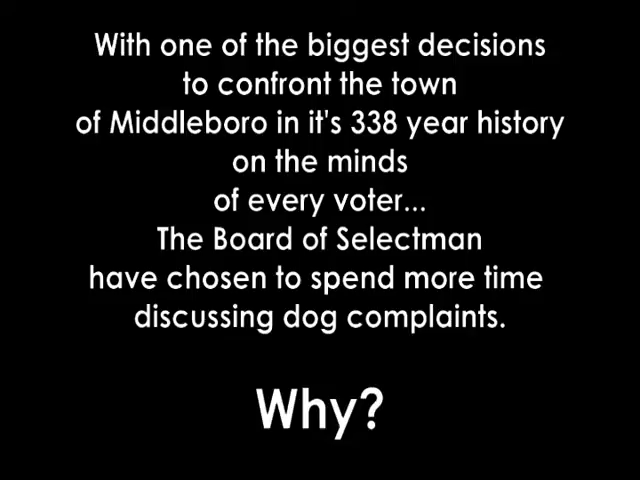 With one of the biggest decisions
to confront the town
of Middleboro in it's 338 year history
on the minds
of every voter...
The Board of Selectman
have chosen to spend more time
discussing dog complaints.
Why?